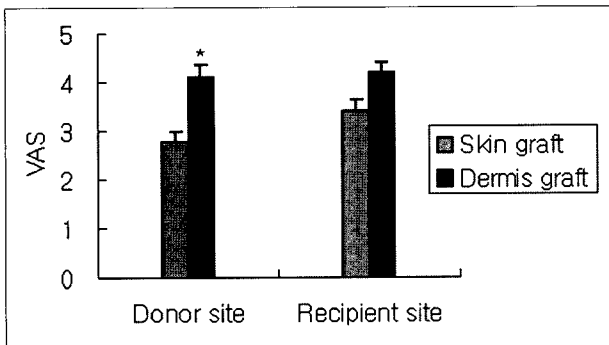 5
4
3
2
1
0
VAS
*
Donor site
Recipient site
Skin graft
Dermis graft